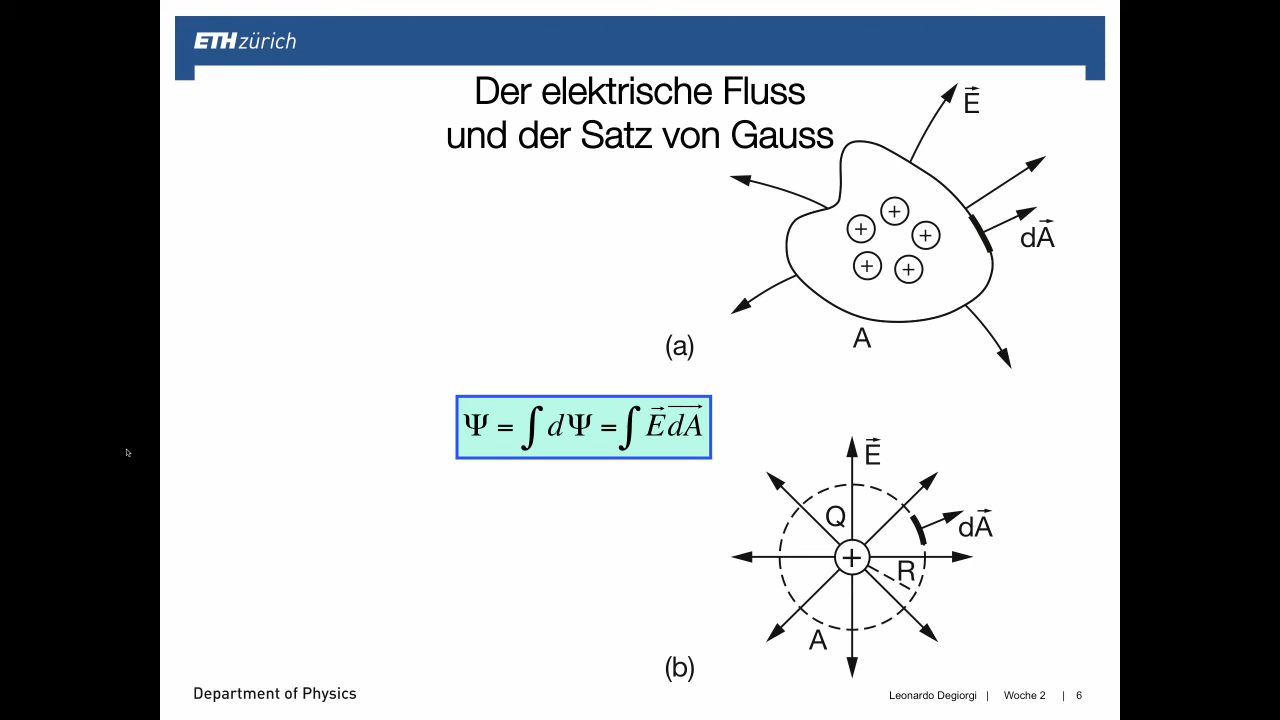 ETH zürich
Der elektrische Fluss
und der Satz von Gauss
E⃗
dA⃗
+ + + + +
A
(a)
Ψ = ∫ dΨ = ∫ E⃗ dA⃗
E⃗
Q
dA⃗
+
R
A
(b)
Department of Physics
Leonardo Degiorgi | Woche 2 | 6